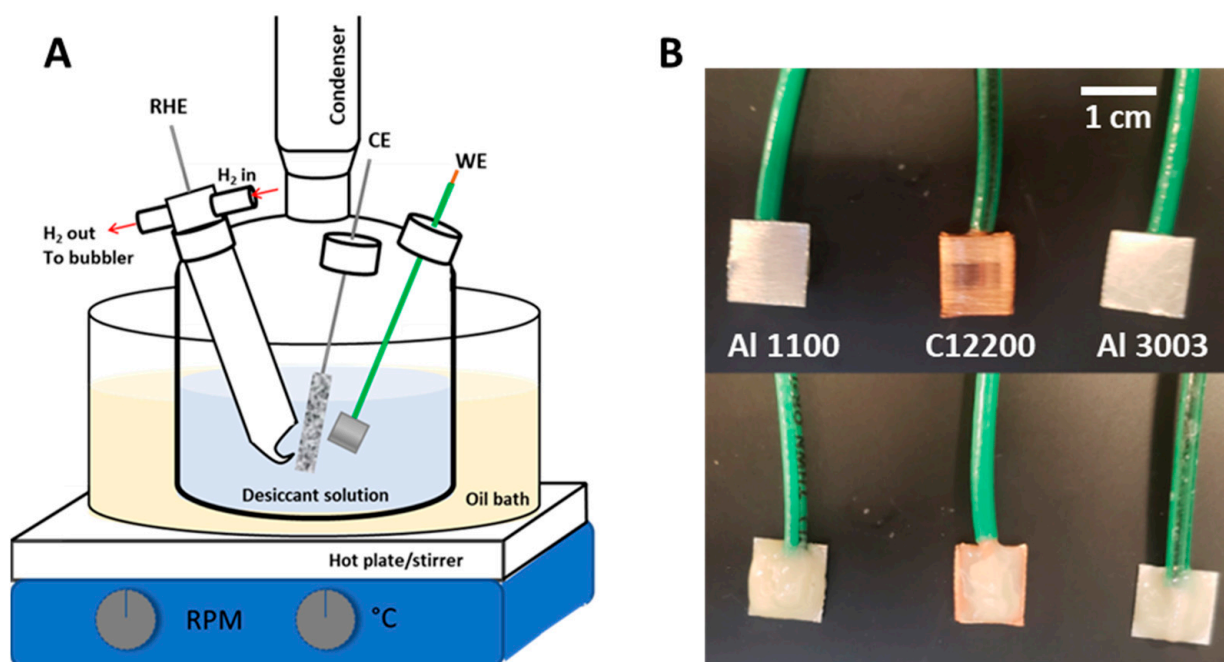 A
Condenser
RHE
CE
H₂ in
WE
H₂ out
To bubbler
Desiccant solution
Oil bath
Hot plate/stirrer
RPM
°C
B
1 cm
Al 1100
C12200
Al 3003
THWN